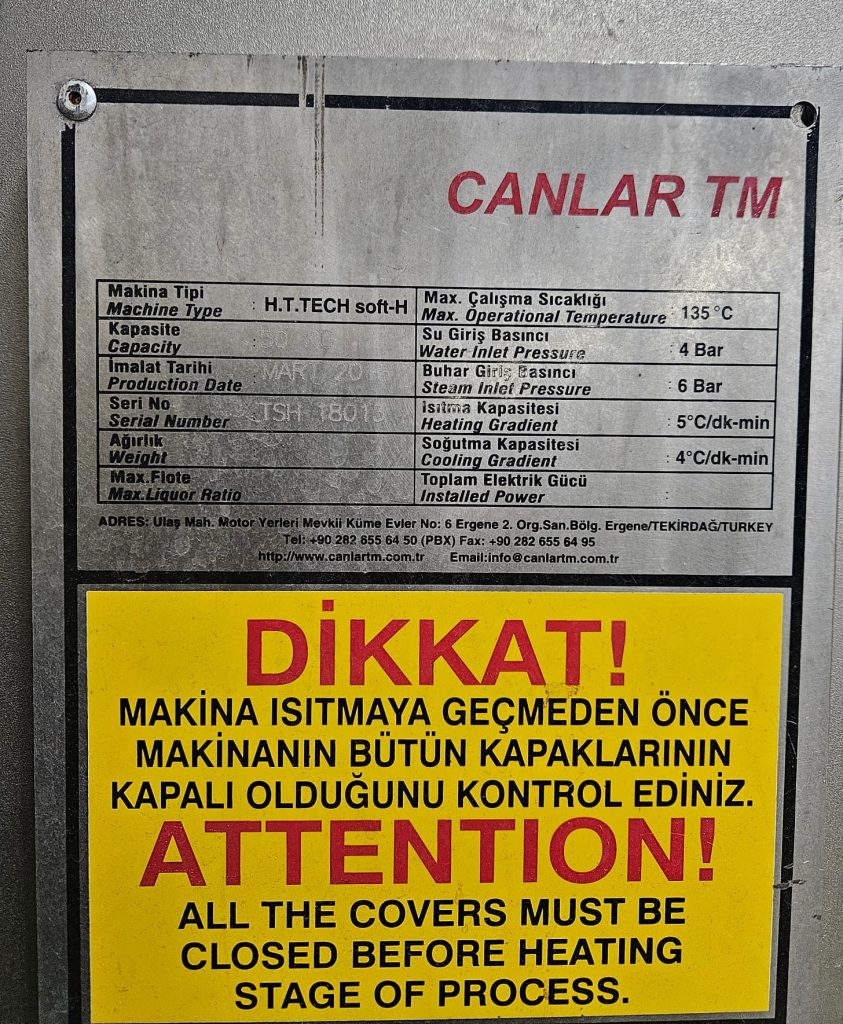 CANLAR TM
Makina Tipi
Machine Type : H.T.TECH soft-H
Max. Çalışma Sıcaklığı
Max. Operational Temperature : 135 °C
Kapasite
Capacity :
Su Giriş Basıncı
Water Inlet Pressure : 4 Bar
İmalat Tarihi
Production Date
Buhar Giriş Basıncı
Steam Inlet Pressure : 6 Bar
Seri No
Serial Number
Isıtma Kapasitesi
Heating Gradient : 5°C/dk-min
Ağırlık
Weight
Soğutma Kapasitesi
Cooling Gradient : 4°C/dk-min
Max.Flote
Max.Liquor Ratio
Toplam Elektrik Gücü
Installed Power :
ADRES: Ulaş Mah. Motor Yerleri Mevkii Küme Evler No: 6 Ergene 2. Org.San.Bölg. Ergene/TEKİRDAĞ/TURKEY
Tel: +90 282 655 64 50 (PBX) Fax: +90 282 655 64 95
http://www.canlartm.com.tr Email:info@canlartm.com.tr
DİKKAT!
MAKİNA ISITMAYA GEÇMEDEN ÖNCE
MAKİNANIN BÜTÜN KAPAKLARININ
KAPALI OLDUĞUNU KONTROL EDİNİZ.
ATTENTION!
ALL THE COVERS MUST BE
CLOSED BEFORE HEATING
STAGE OF PROCESS.